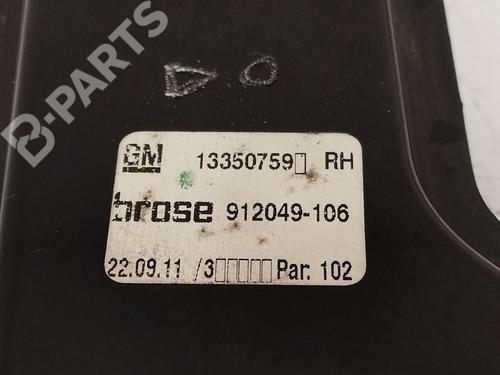 B-PARTS
GM 13350759▯ RH
brose 912049-106
22.09.11 /3▯▯▯▯▯ Par. 102